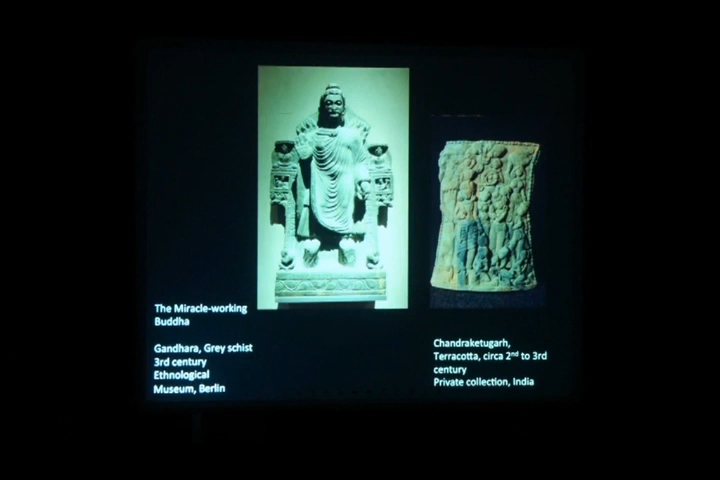 The Miracle-working
Buddha
Gandhara, Grey schist
3rd century
Ethnological
Museum, Berlin
Chandraketugarh,
Terracotta, circa 2nd to 3rd
century
Private collection, India